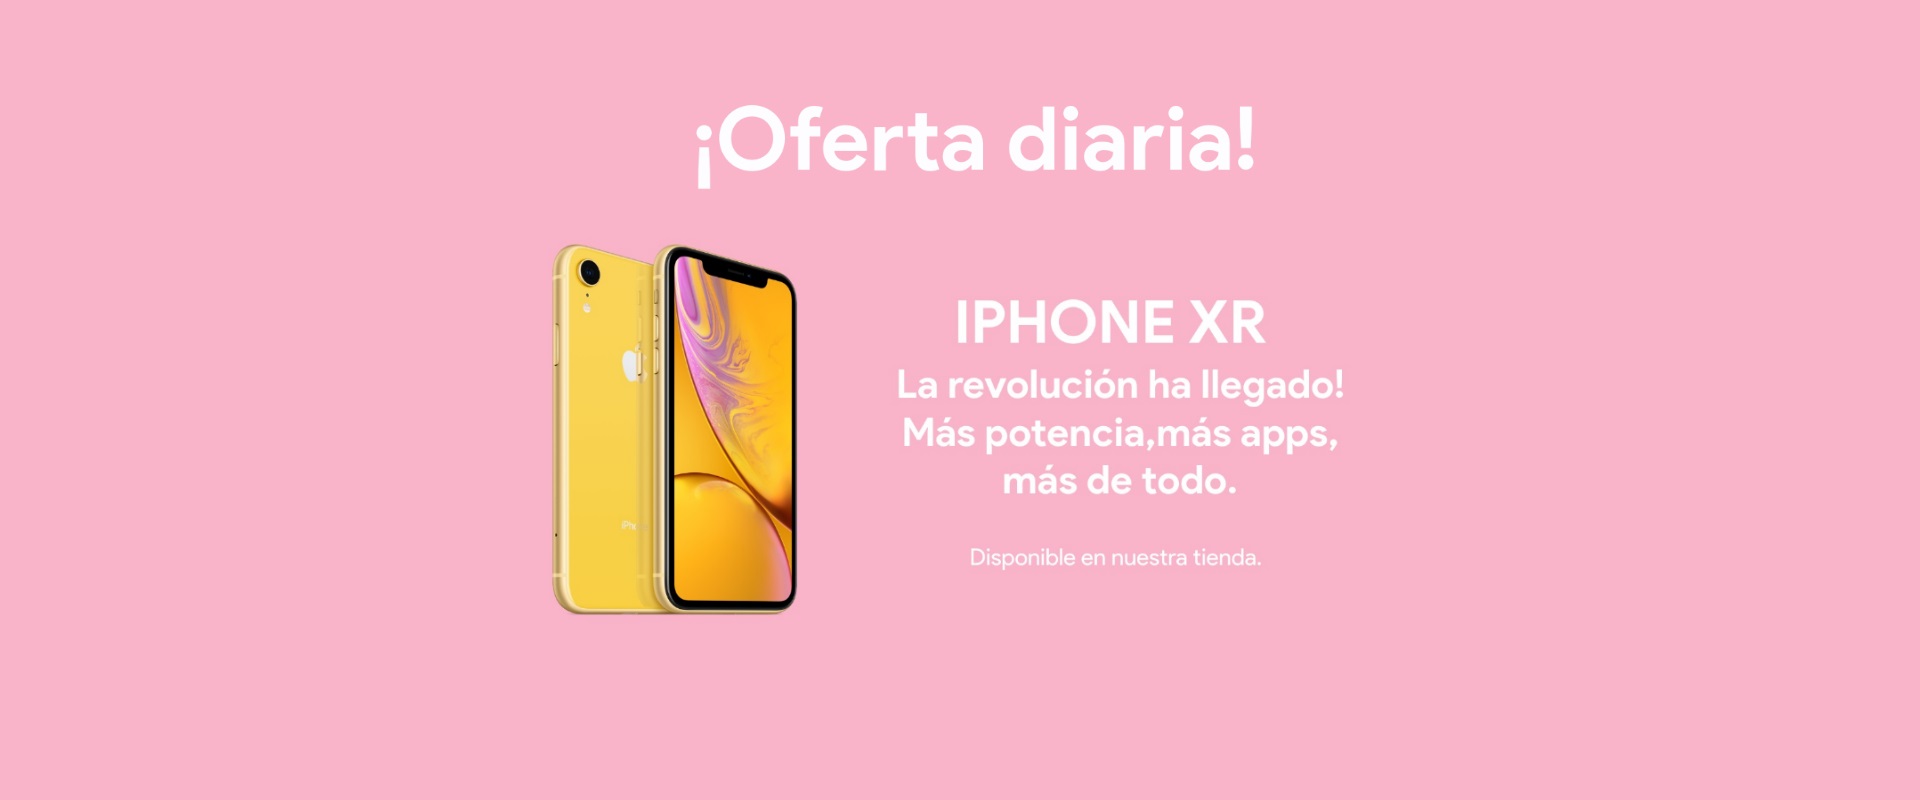 ¡Oferta diaria!
IPHONE XR
La revolución ha llegado!
Más potencia,más apps,
más de todo.
Disponible en nuestra tienda.